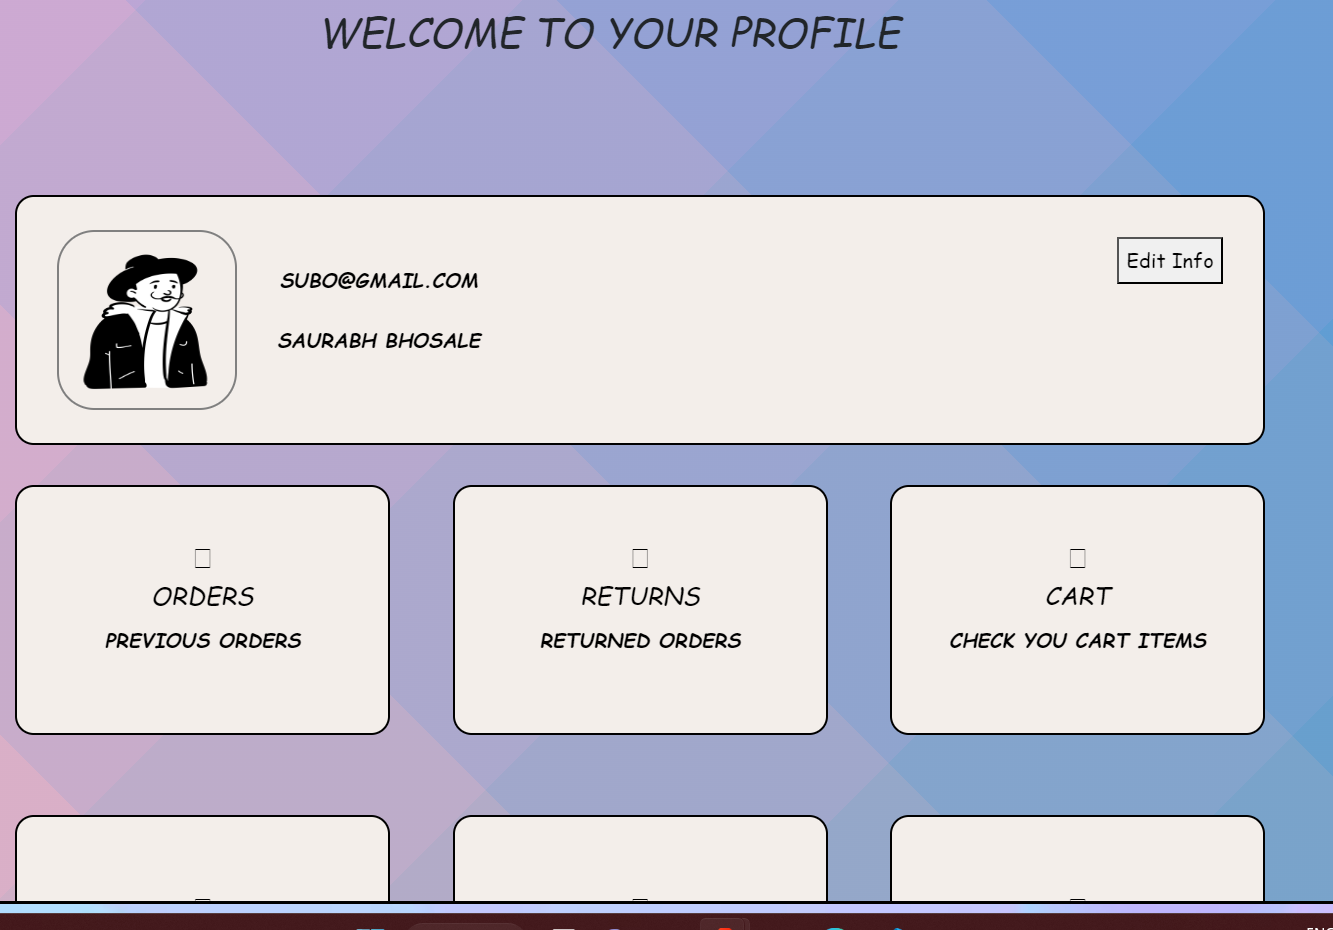 WELCOME TO YOUR PROFILE
SUBO@GMAIL.COM
Edit Info
SAURABH BHOSALE
ORDERS
PREVIOUS ORDERS
RETURNS
RETURNED ORDERS
CART
CHECK YOU CART ITEMS